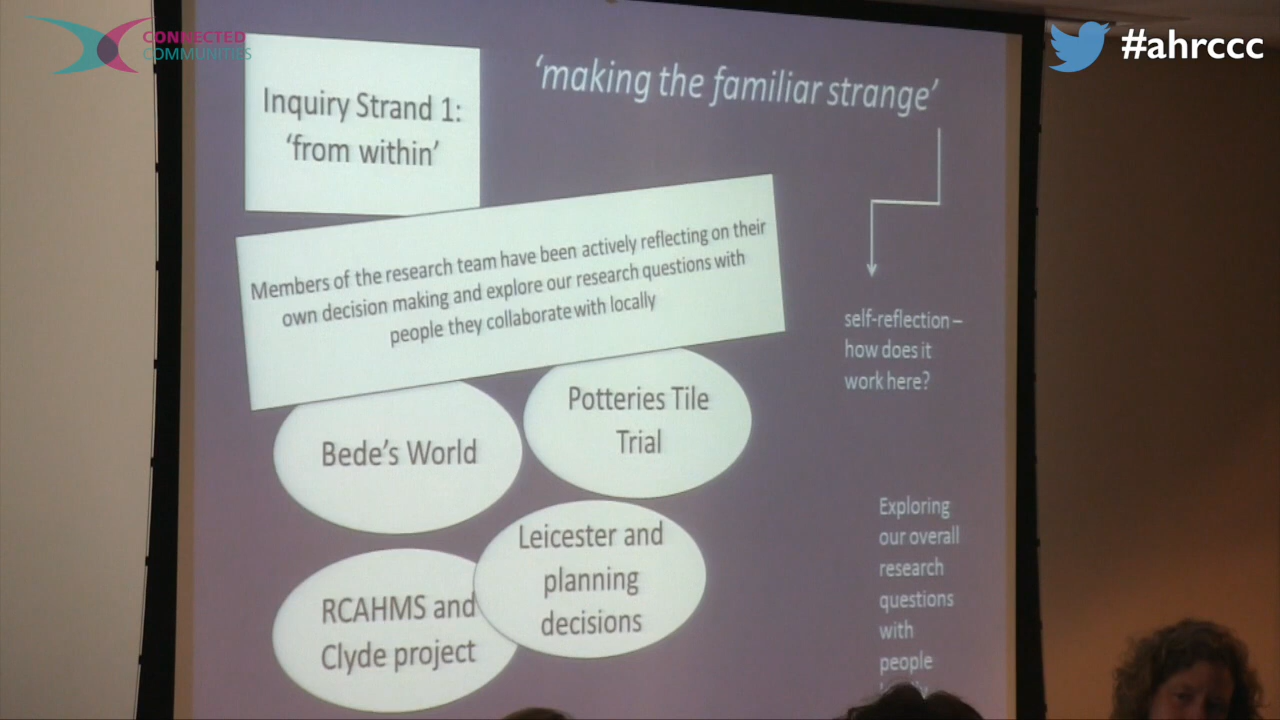 CONNECTED
COMMUNITIES
#ahrccc
Inquiry Strand 1:
‘from within’
‘making the familiar strange’
Members of the research team have been actively reflecting on their
own decision making and explore our research questions with
people they collaborate with locally
self-reflection –
how does it
work here?
Bede’s World
Potteries Tile
Trial
Leicester and
planning
decisions
RCAHMS and
Clyde project
Exploring
our overall
research
questions
with
people